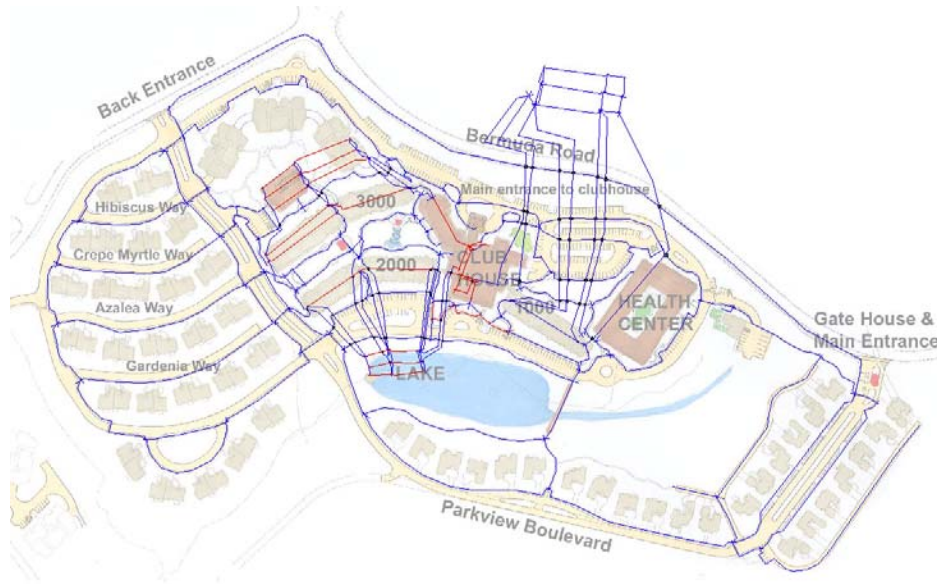 Back Entrance
Bermuda Road
Main entrance to clubhouse
Hibiscus Way
3000
Crepe Myrtle Way
CLUB
HOUSE
2000
Azalea Way
1000
HEALTH
CENTER
Gate House &
Main Entrance
Gardenia Way
LAKE
Parkview Boulevard